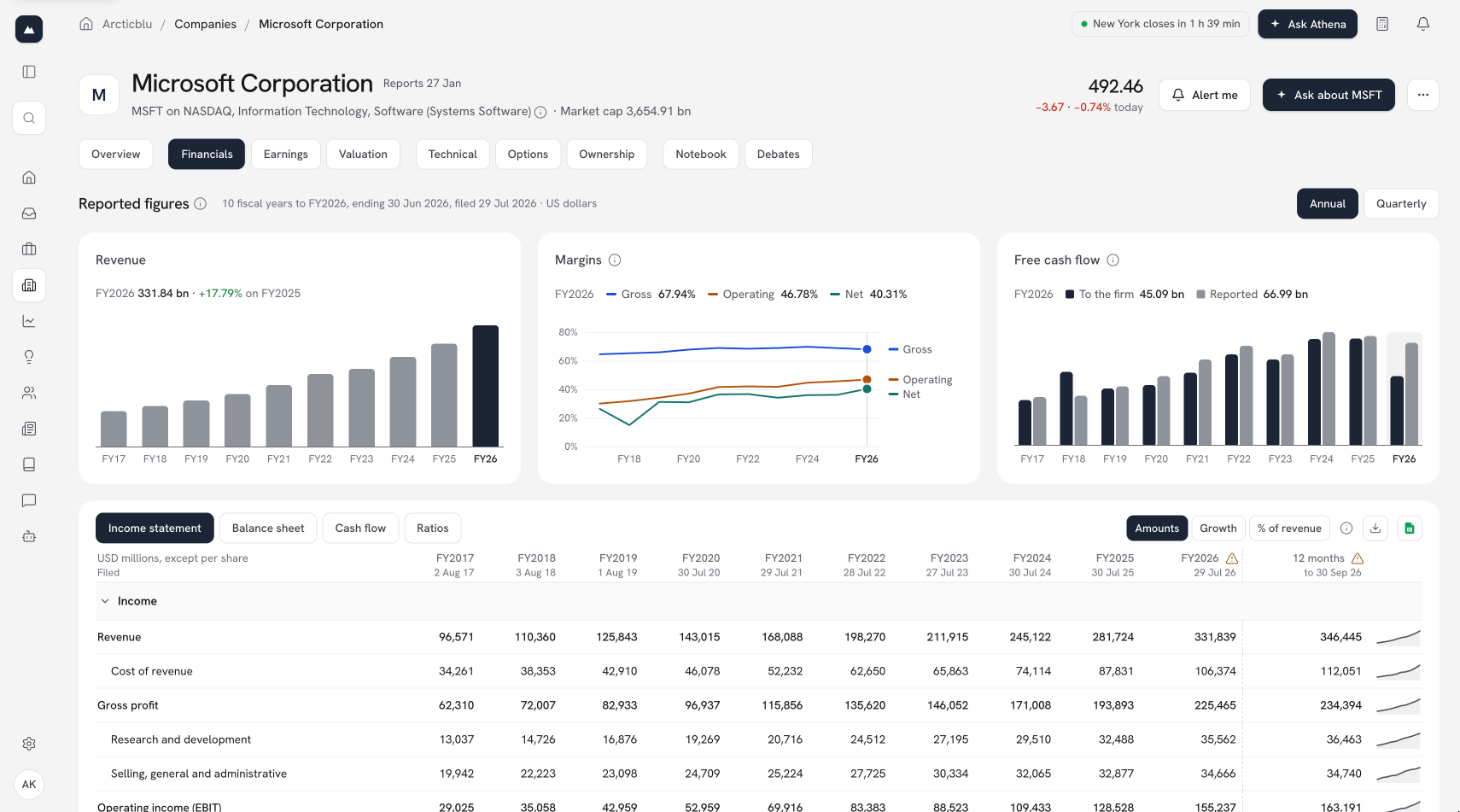 Arcticblu / Companies / Microsoft Corporation
New York closes in 1 h 39 min
Ask Athena
M
Microsoft Corporation Reports 27 Jan
MSFT on NASDAQ, Information Technology, Software (Systems Software) · Market cap 3,654.91 bn
492.46
−3.67 · −0.74% today
Alert me
Ask about MSFT
Overview Financials Earnings Valuation Technical Options Ownership Notebook Debates
Reported figures 10 fiscal years to FY2026, ending 30 Jun 2026, filed 29 Jul 2026 · US dollars
Annual Quarterly
Revenue
FY2026 331.84 bn · +17.79% on FY2025
FY17 FY18 FY19 FY20 FY21 FY22 FY23 FY24 FY25 FY26
Margins
FY2026 Gross 67.94% Operating 46.78% Net 40.31%
80%
60%
40%
20%
0%
Gross
Operating
Net
FY18 FY20 FY22 FY24 FY26
Free cash flow
FY2026 To the firm 45.09 bn Reported 66.99 bn
FY17 FY18 FY19 FY20 FY21 FY22 FY23 FY24 FY25 FY26
Income statement Balance sheet Cash flow Ratios
Amounts Growth % of revenue
USD millions, except per share FY2017 FY2018 FY2019 FY2020 FY2021 FY2022 FY2023 FY2024 FY2025 FY2026 12 months
Filed 2 Aug 17 3 Aug 18 1 Aug 19 30 Jul 20 29 Jul 21 28 Jul 22 27 Jul 23 30 Jul 24 30 Jul 25 29 Jul 26 to 30 Sep 26
Income
Revenue 96,571 110,360 125,843 143,015 168,088 198,270 211,915 245,122 281,724 331,839 346,445
Cost of revenue 34,261 38,353 42,910 46,078 52,232 62,650 65,863 74,114 87,831 106,374 112,051
Gross profit 62,310 72,007 82,933 96,937 115,856 135,620 146,052 171,008 193,893 225,465 234,394
Research and development 13,037 14,726 16,876 19,269 20,716 24,512 27,195 29,510 32,488 35,562 36,463
Selling, general and administrative 19,942 22,223 23,098 24,709 25,224 27,725 30,334 32,065 32,877 34,666 34,740
Operating income (EBIT) 29,025 35,058 42,959 52,959 69,916 83,383 88,523 109,433 128,528 155,237 163,191
AK